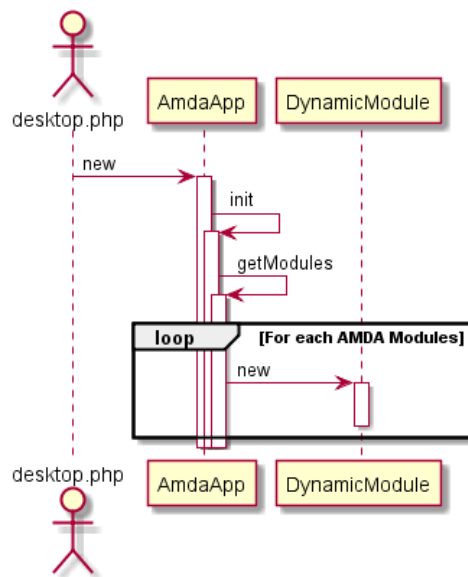 desktop.php
AmdaApp
DynamicModule
new
init
getModules
loop
[For each AMDA Modules]
new
desktop.php
AmdaApp
DynamicModule